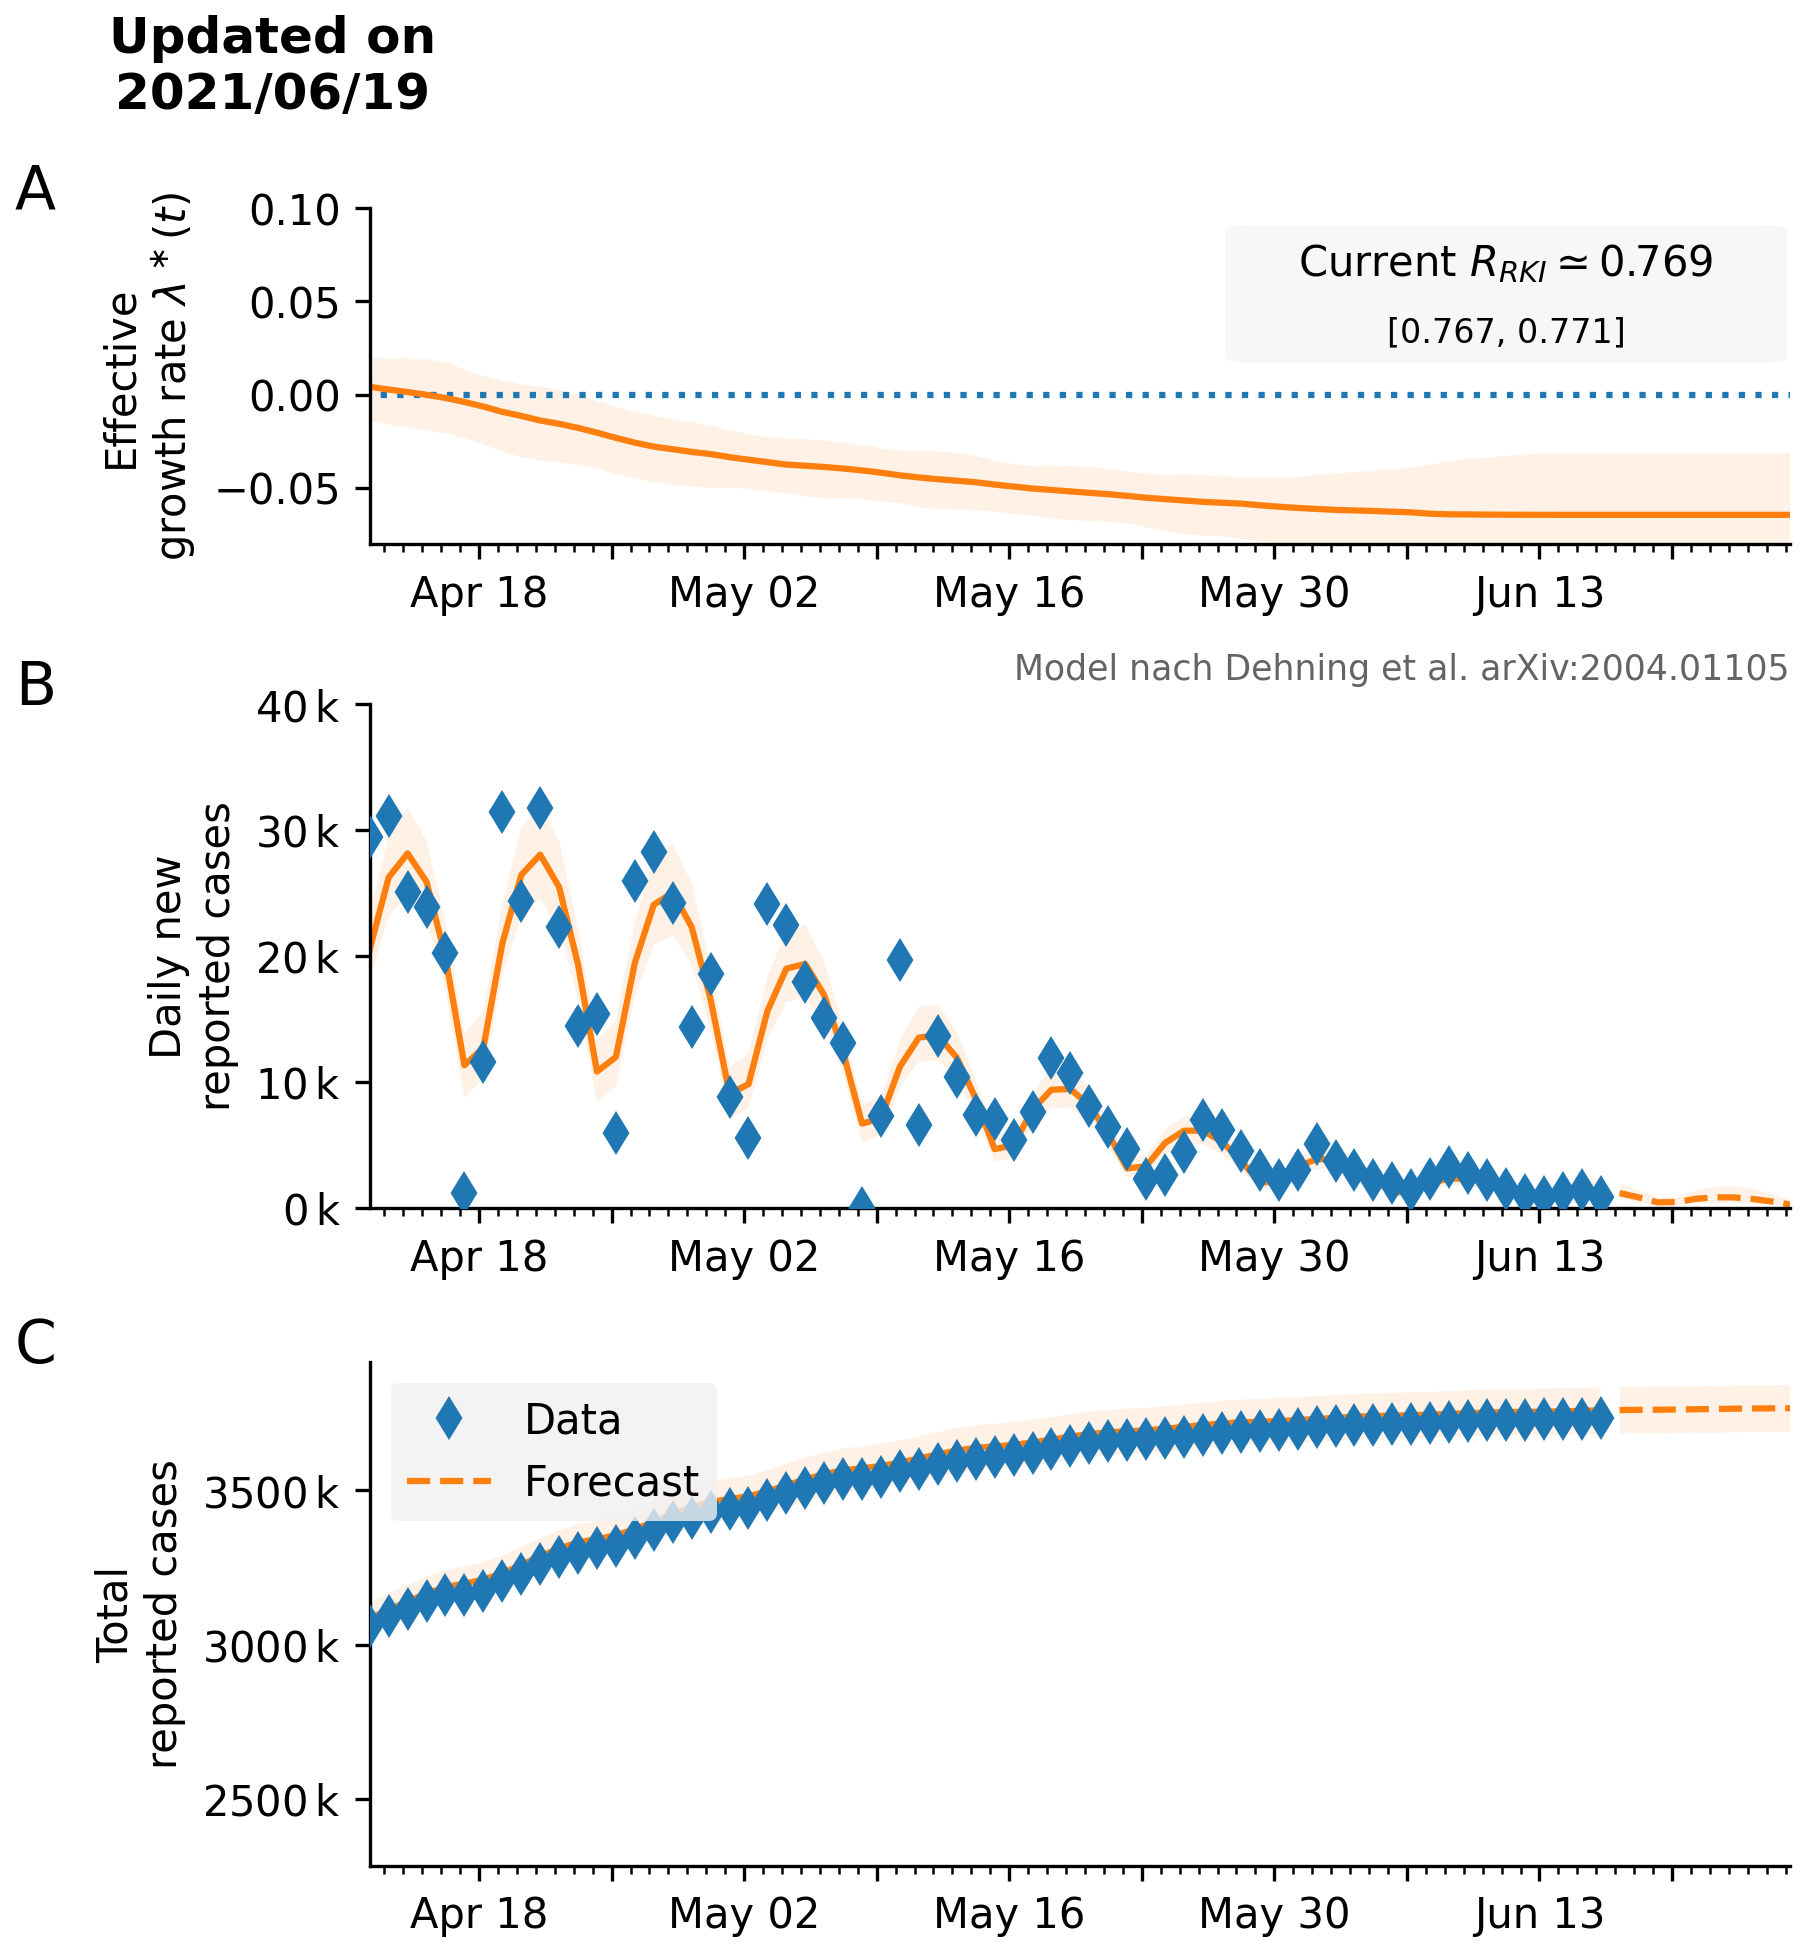 Updated on
2021/06/19
A
Effective
growth rate λ * (t)
0.10
0.05
0.00
−0.05
Current R_RKI ≃ 0.769
[0.767, 0.771]
Apr 18 May 02 May 16 May 30 Jun 13
Model nach Dehning et al. arXiv:2004.01105
B
Daily new
reported cases
40 k
30 k
20 k
10 k
0 k
Apr 18 May 02 May 16 May 30 Jun 13
C
Total
reported cases
Data
Forecast
3500 k
3000 k
2500 k
Apr 18 May 02 May 16 May 30 Jun 13